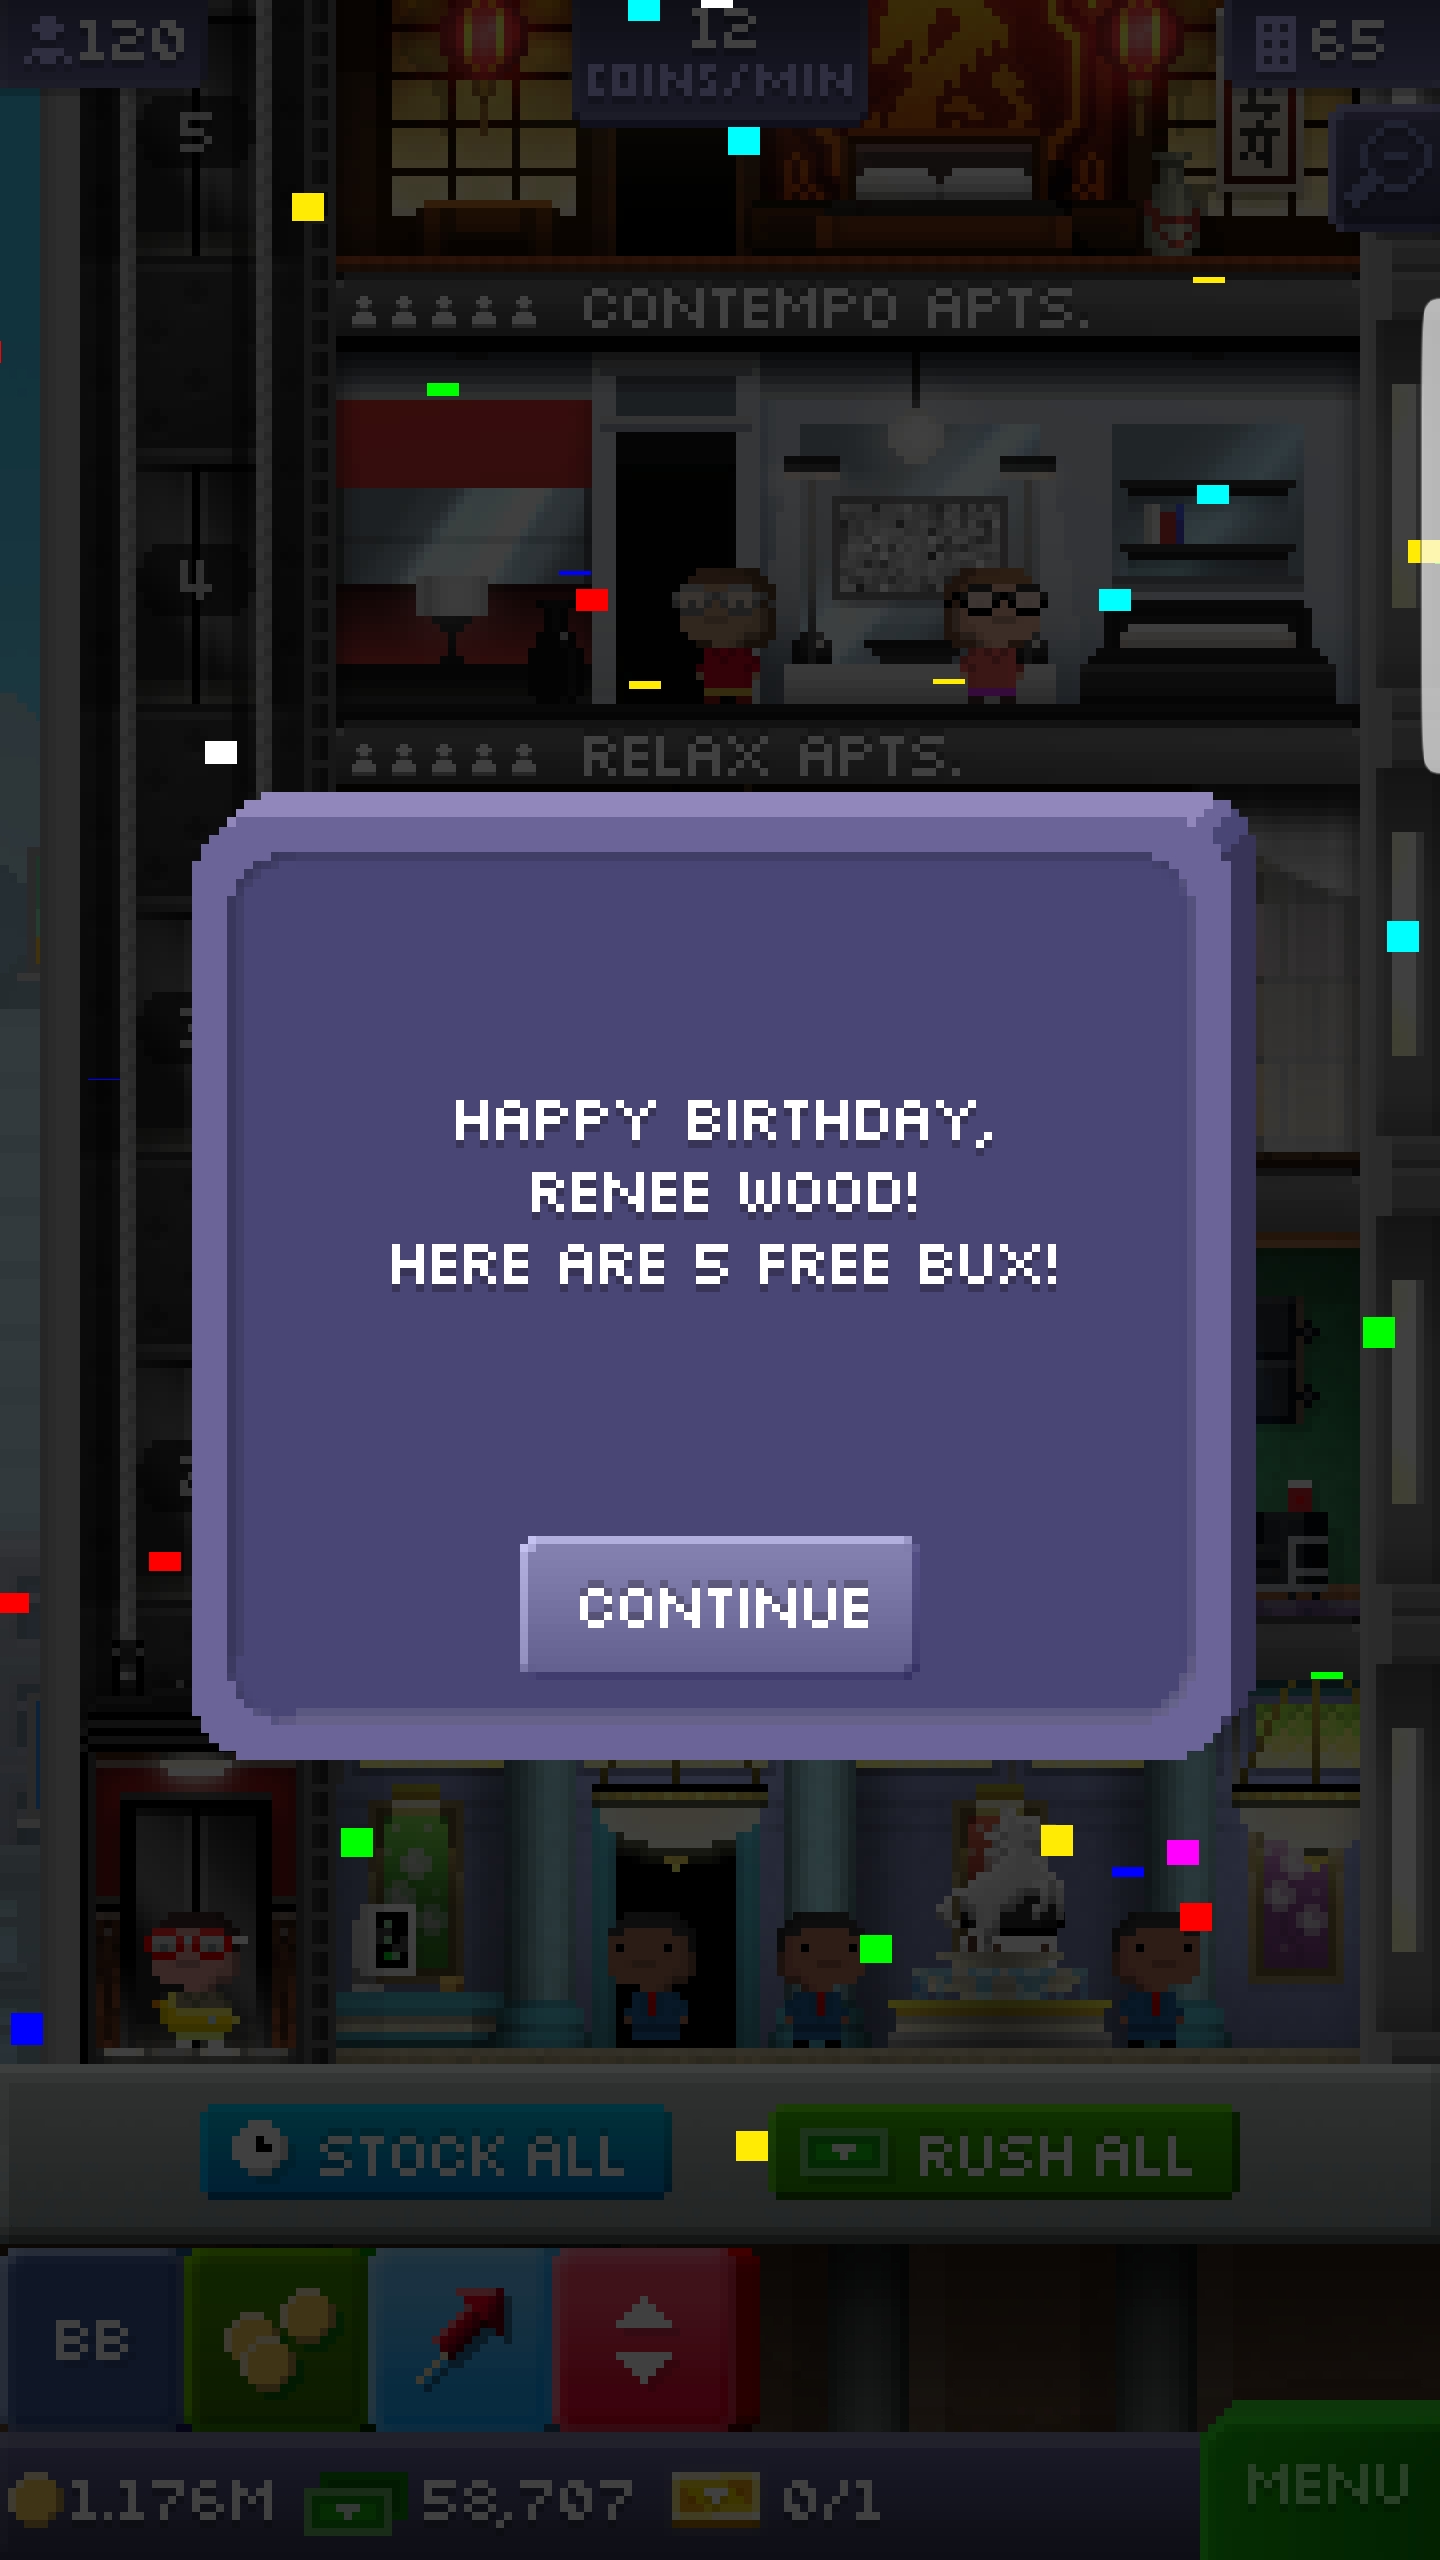 120
12
COINS/MIN
65
5
CONTEMPO APTS.
4
RELAX APTS.
HAPPY BIRTHDAY,
RENEE WOOD!
HERE ARE 5 FREE BUX!
CONTINUE
STOCK ALL
RUSH ALL
BB
1.176M
58,707
0/1
MENU